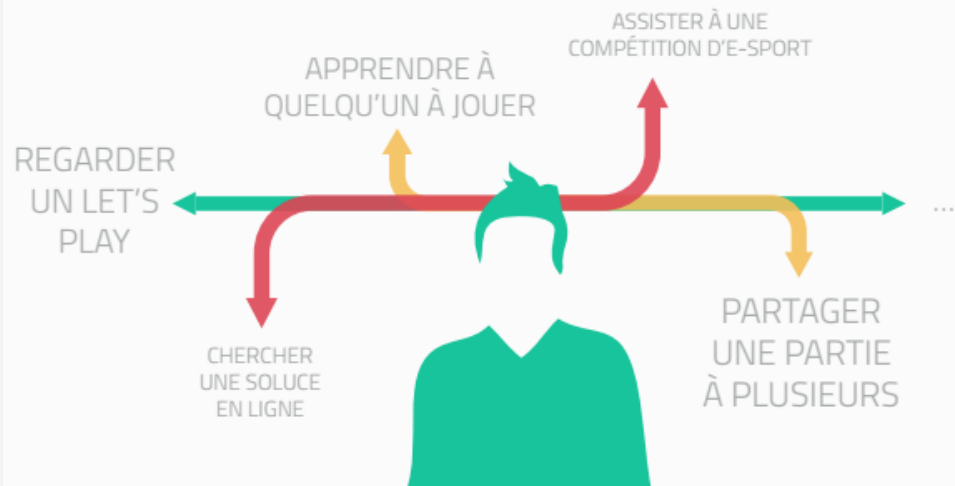 ASSISTER À UNE
COMPÉTITION D'E-SPORT
APPRENDRE À
QUELQU'UN À JOUER
REGARDER
UN LET'S
PLAY
...
CHERCHER
UNE SOLUCE
EN LIGNE
PARTAGER
UNE PARTIE
À PLUSIEURS